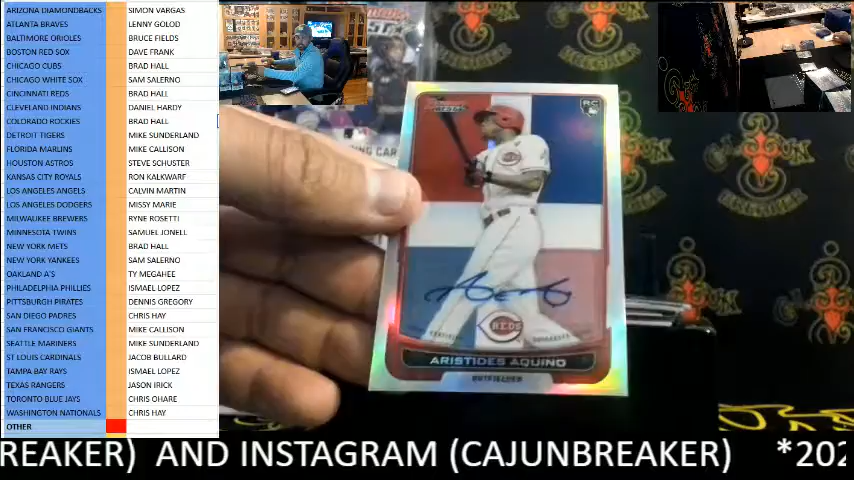 ARIZONA DIAMONDBACKS SIMON VARGAS
ATLANTA BRAVES LENNY GOLOD
BALTIMORE ORIOLES BRUCE FIELDS
BOSTON RED SOX DAVE FRANK
CHICAGO CUBS BRAD HALL
CHICAGO WHITE SOX SAM SALERNO
CINCINNATI REDS BRAD HALL
CLEVELAND INDIANS DANIEL HARDY
COLORADO ROCKIES BRAD HALL
DETROIT TIGERS MIKE SUNDERLAND
FLORIDA MARLINS MIKE CALLISON
HOUSTON ASTROS STEVE SCHUSTER
KANSAS CITY ROYALS RON KALKWARF
LOS ANGELES ANGELS CALVIN MARTIN
LOS ANGELES DODGERS MISSY MARIE
MILWAUKEE BREWERS RYNE ROSETTI
MINNESOTA TWINS SAMUEL JONELL
NEW YORK METS BRAD HALL
NEW YORK YANKEES SAM SALERNO
OAKLAND A'S TY MEGAHEE
PHILADELPHIA PHILLIES ISMAEL LOPEZ
PITTSBURGH PIRATES DENNIS GREGORY
SAN DIEGO PADRES CHRIS HAY
SAN FRANCISCO GIANTS MIKE CALLISON
SEATTLE MARINERS MIKE SUNDERLAND
ST LOUIS CARDINALS JACOB BULLARD
TAMPA BAY RAYS ISMAEL LOPEZ
TEXAS RANGERS JASON IRICK
TORONTO BLUE JAYS CHRIS OHARE
WASHINGTON NATIONALS CHRIS HAY
OTHER
RC
REDS
ARISTIDES AQUINO
OUTFIELDER
REAKER) AND INSTAGRAM (CAJUNBREAKER) *202